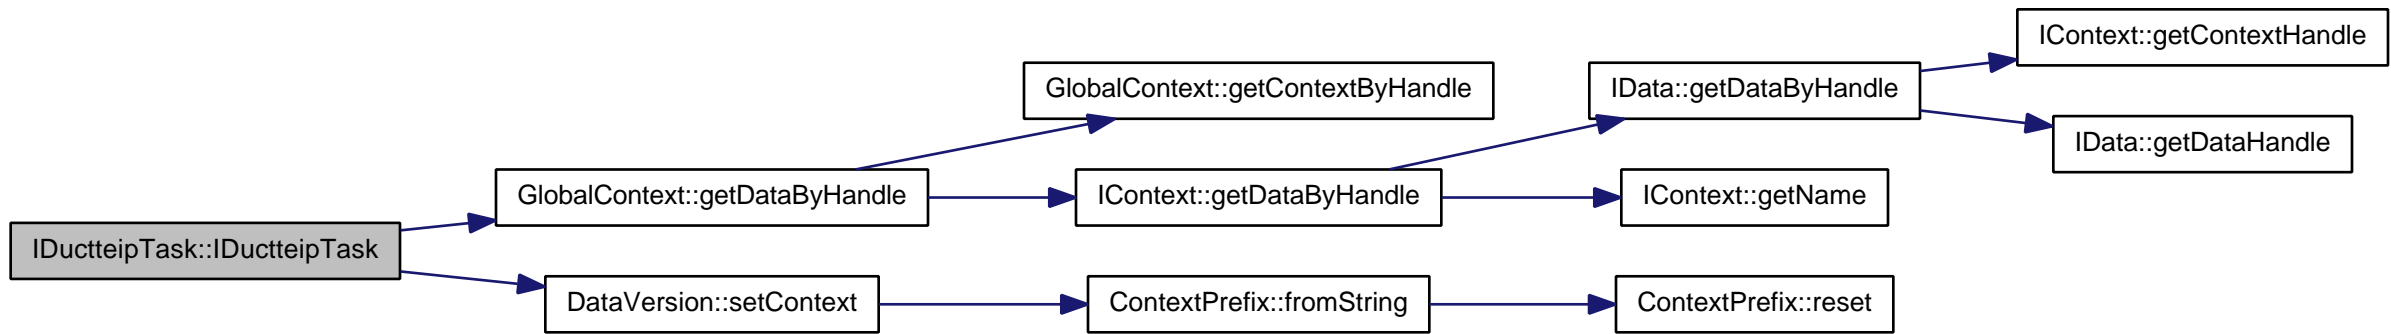 IContext::getContextHandle
GlobalContext::getContextByHandle
IData::getDataByHandle
IData::getDataHandle
GlobalContext::getDataByHandle
IContext::getDataByHandle
IContext::getName
IDuctteipTask::IDuctteipTask
DataVersion::setContext
ContextPrefix::fromString
ContextPrefix::reset